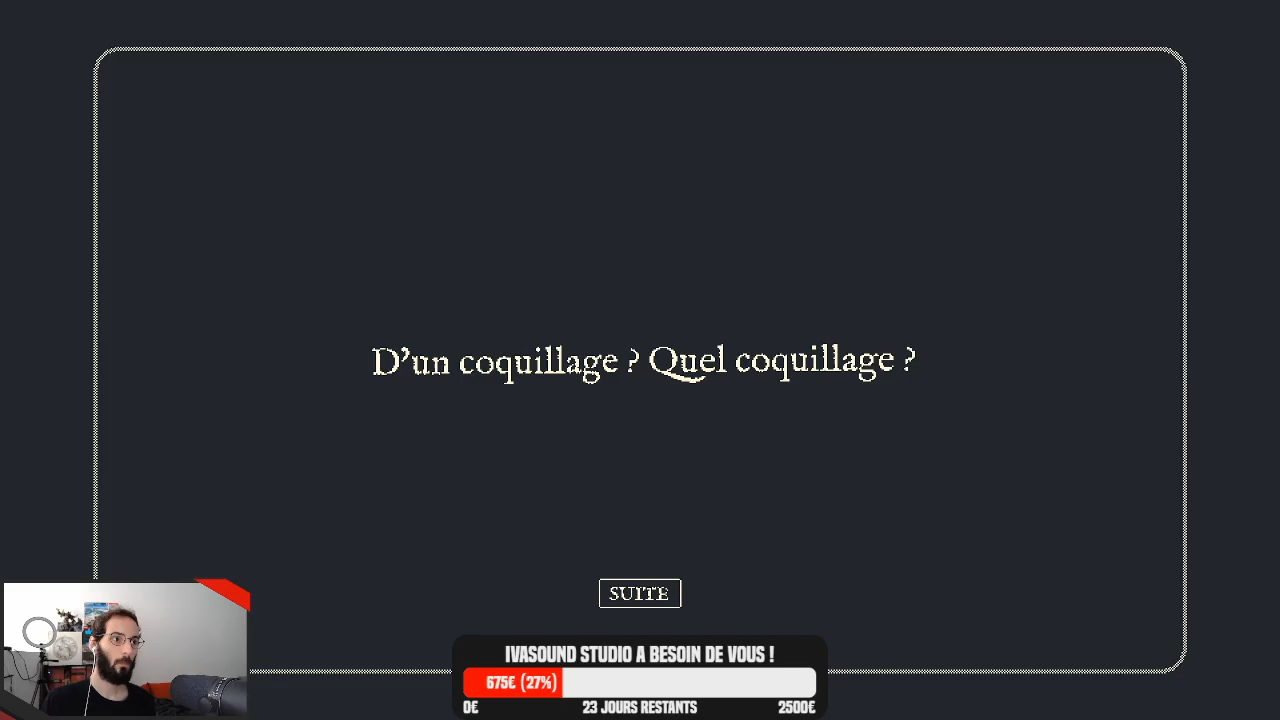 D'un coquillage ? Quel coquillage ?
SUITE
IVASOUND STUDIO A BESOIN DE VOUS !
675€ (27%)
0€ 23 JOURS RESTANTS 2500€